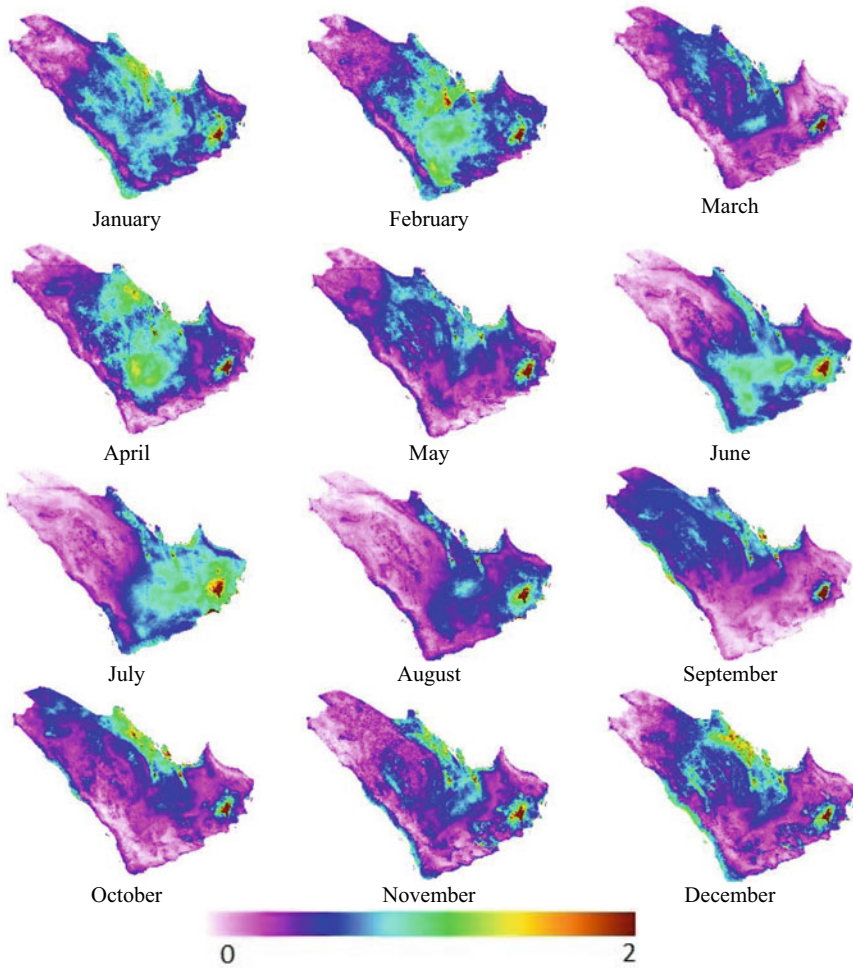 January
February
March
April
May
June
July
August
September
October
November
December
0
2